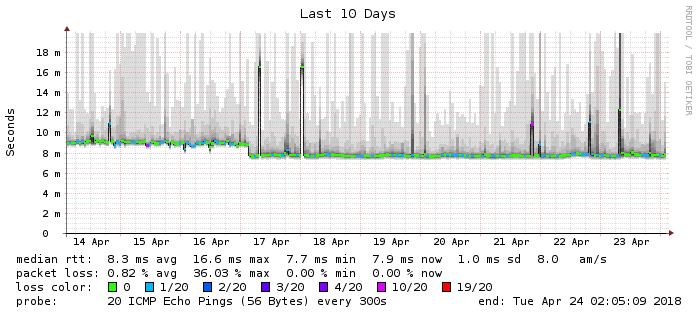 Last 10 Days
RRDTOOL / TOBI OETIKER
Seconds
18 m
16 m
14 m
12 m
10 m
8 m
6 m
4 m
2 m
0
14 Apr 15 Apr 16 Apr 17 Apr 18 Apr 19 Apr 20 Apr 21 Apr 22 Apr 23 Apr
median rtt: 8.3 ms avg 16.6 ms max 7.7 ms min 7.9 ms now 1.0 ms sd 8.0 am/s
packet loss: 0.82 % avg 36.03 % max 0.00 % min 0.00 % now
loss color: 0 1/20 2/20 3/20 4/20 10/20 19/20
probe: 20 ICMP Echo Pings (56 Bytes) every 300s end: Tue Apr 24 02:05:09 2018